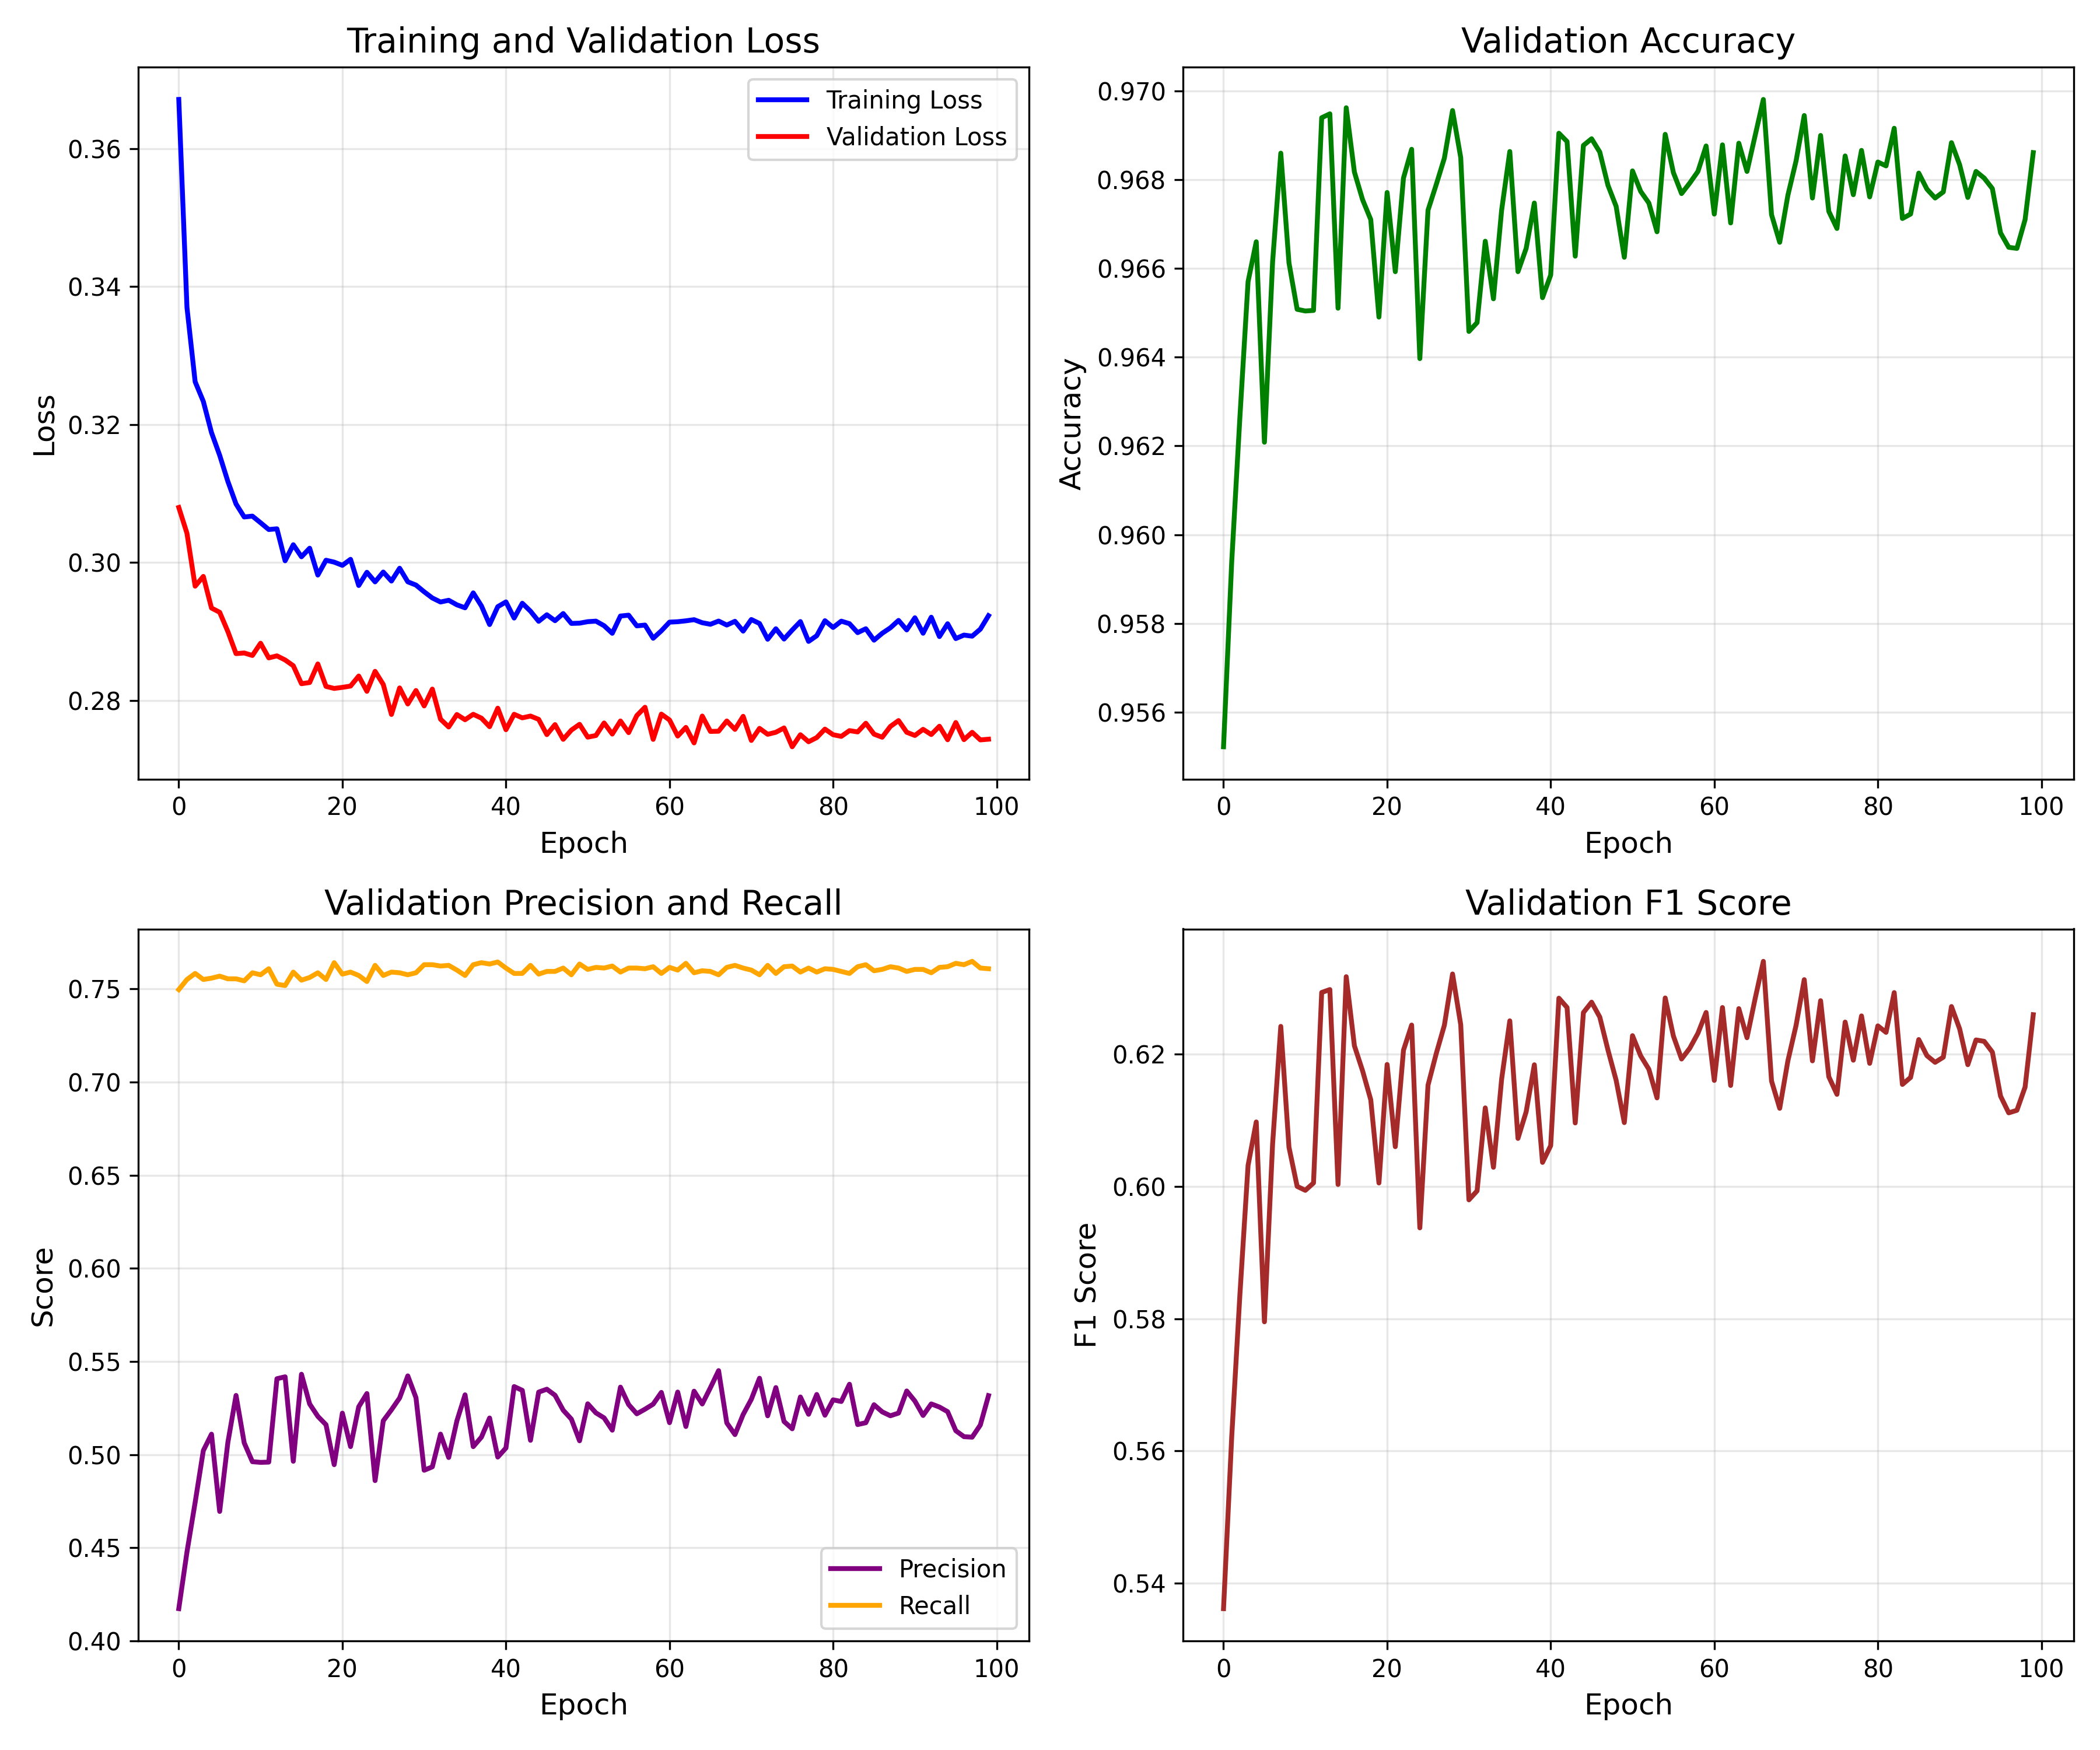 Training and Validation Loss
Loss
0.36
0.34
0.32
0.30
0.28
0 20 40 60 80 100
Epoch
Training Loss
Validation Loss
Validation Accuracy
Accuracy
0.970
0.968
0.966
0.964
0.962
0.960
0.958
0.956
0 20 40 60 80 100
Epoch
Validation Precision and Recall
Score
0.75
0.70
0.65
0.60
0.55
0.50
0.45
0.40
0 20 40 60 80 100
Epoch
Precision
Recall
Validation F1 Score
F1 Score
0.62
0.60
0.58
0.56
0.54
0 20 40 60 80 100
Epoch